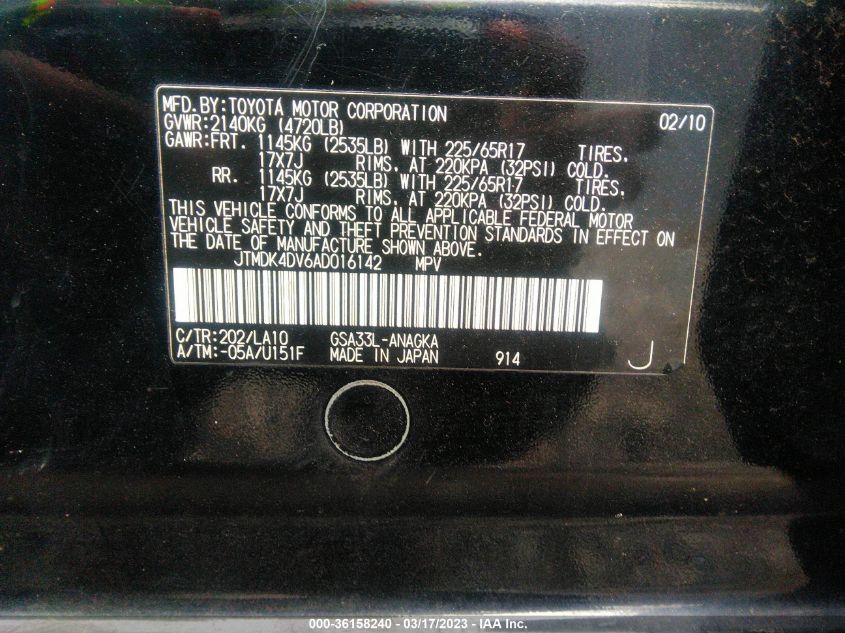 MFD.BY:TOYOTA MOTOR CORPORATION 02/10
GVWR:2140KG (4720LB)
GAWR:FRT. 1145KG (2535LB) WITH 225/65R17 TIRES,
17X7J RIMS, AT 220KPA (32PSI) COLD.
RR. 1145KG (2535LB) WITH 225/65R17 TIRES,
17X7J RIMS, AT 220KPA (32PSI) COLD.
THIS VEHICLE CONFORMS TO ALL APPLICABLE FEDERAL MOTOR
VEHICLE SAFETY AND THEFT PREVENTION STANDARDS IN EFFECT ON
THE DATE OF MANUFACTURE SHOWN ABOVE.
JTMDK4DV6AD016142 MPV
C/TR:202/LA10 GSA33L-ANAGKA
A/TM:-05A/U151F MADE IN JAPAN 914 J
000-36158240 - 03/17/2023 - IAA Inc.